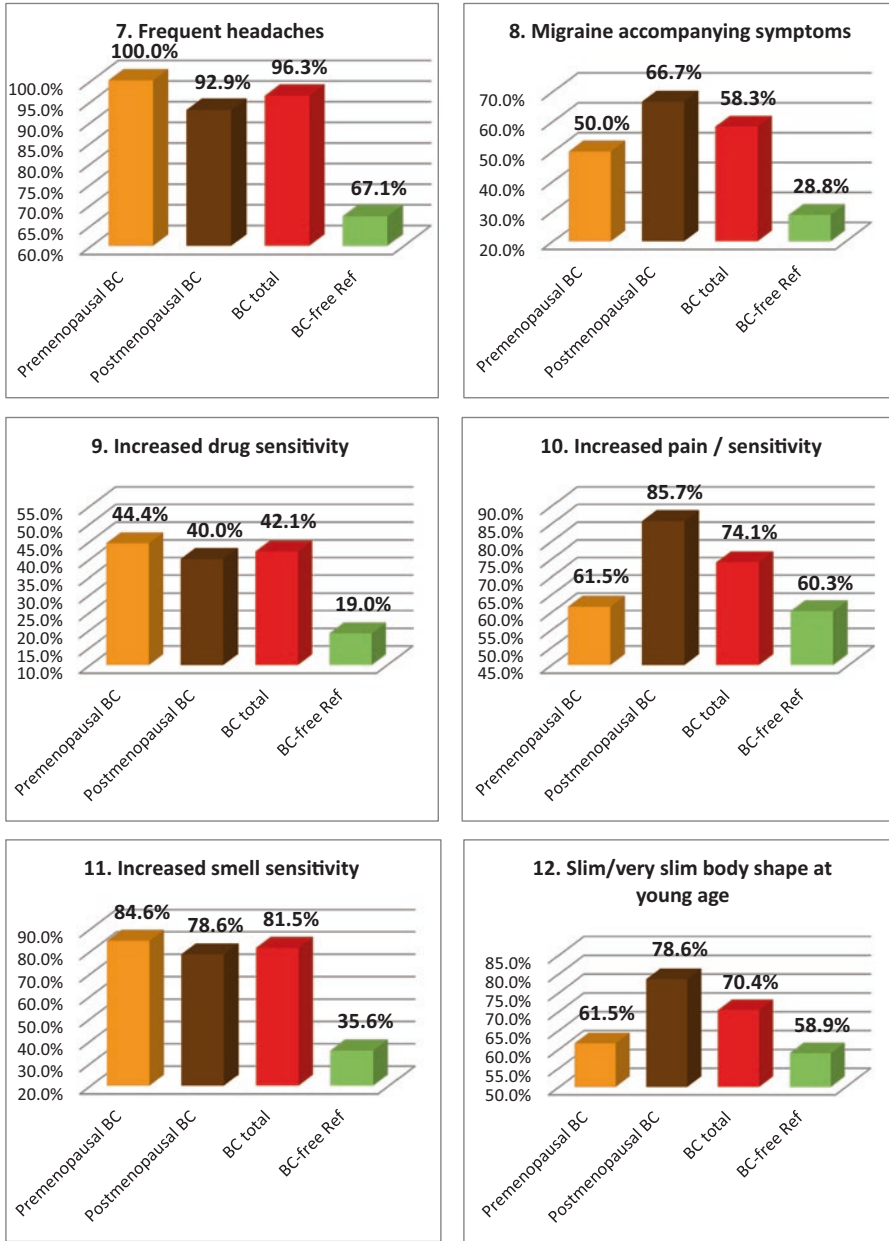 7. Frequent headaches
100.0%
92.9%
96.3%
67.1%
100.0%
95.0%
90.0%
85.0%
80.0%
75.0%
70.0%
65.0%
60.0%
Premenopausal BC
Postmenopausal BC
BC total
BC-free Ref
8. Migraine accompanying symptoms
50.0%
66.7%
58.3%
28.8%
70.0%
60.0%
50.0%
40.0%
30.0%
20.0%
Premenopausal BC
Postmenopausal BC
BC total
BC-free Ref
9. Increased drug sensitivity
44.4%
40.0%
42.1%
19.0%
55.0%
50.0%
45.0%
40.0%
35.0%
30.0%
25.0%
20.0%
15.0%
10.0%
Premenopausal BC
Postmenopausal BC
BC total
BC-free Ref
10. Increased pain / sensitivity
61.5%
85.7%
74.1%
60.3%
90.0%
85.0%
80.0%
75.0%
70.0%
65.0%
60.0%
55.0%
50.0%
45.0%
Premenopausal BC
Postmenopausal BC
BC total
BC-free Ref
11. Increased smell sensitivity
84.6%
78.6%
81.5%
35.6%
90.0%
80.0%
70.0%
60.0%
50.0%
40.0%
30.0%
20.0%
Premenopausal BC
Postmenopausal BC
BC total
BC-free Ref
12. Slim/very slim body shape at
young age
61.5%
78.6%
70.4%
58.9%
85.0%
80.0%
75.0%
70.0%
65.0%
60.0%
55.0%
50.0%
Premenopausal BC
Postmenopausal BC
BC total
BC-free Ref